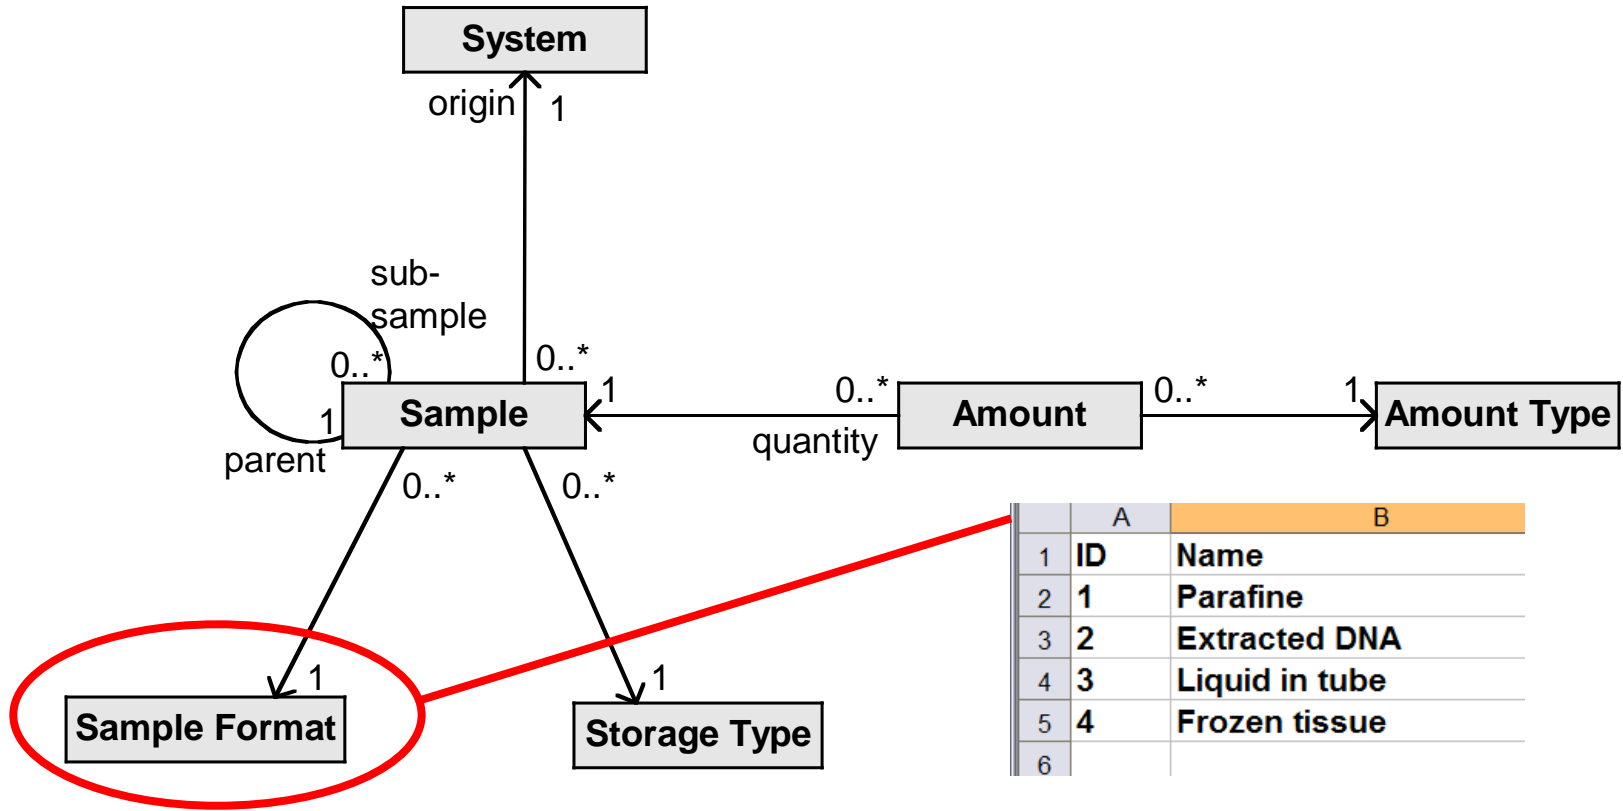 System
origin
1
sub-
sample
0..*
0..*
1
Sample
parent
1
0..*
quantity
Amount
0..*
1
Amount Type
0..*
0..*
1
Sample Format
1
Storage Type
A B
1 ID Name
2 1 Parafine
3 2 Extracted DNA
4 3 Liquid in tube
5 4 Frozen tissue
6